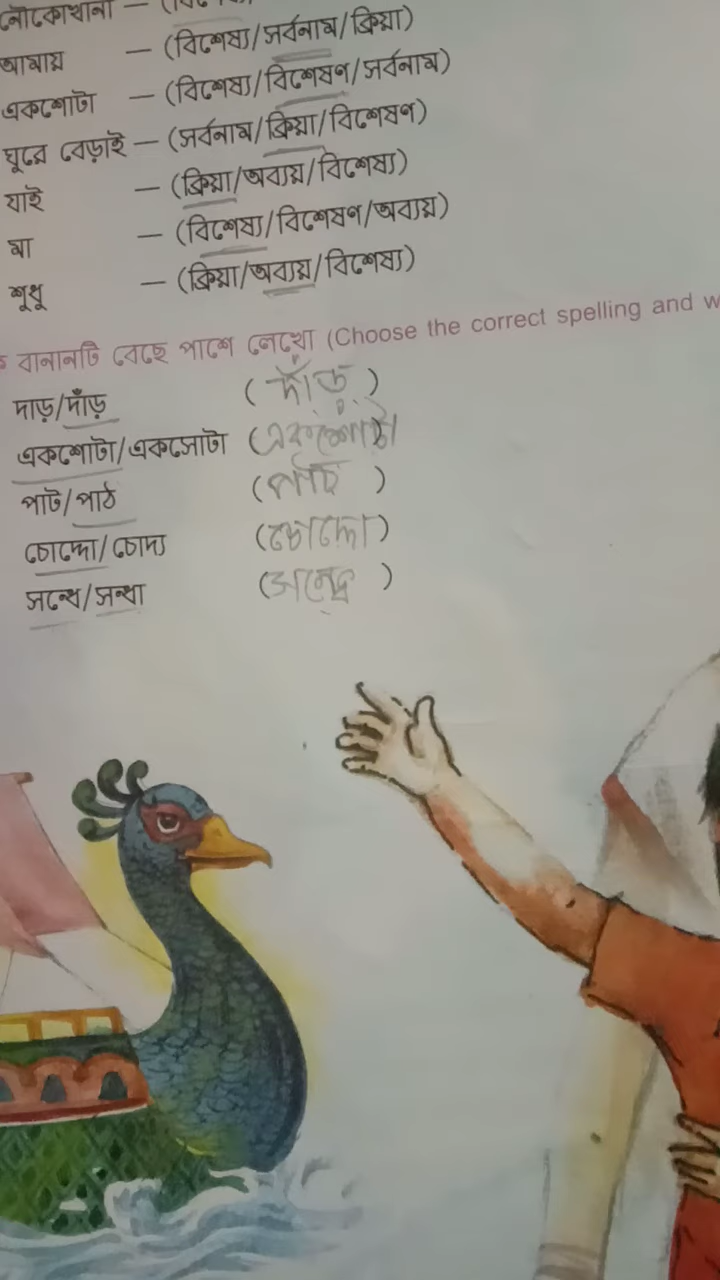 নৌকোখানা — (বিশেষ্য
আমায় — (বিশেষ্য/সর্বনাম/ক্রিয়া)
একশোটা — (বিশেষ্য/বিশেষণ/সর্বনাম)
ঘুরে বেড়াই — (সর্বনাম/ক্রিয়া/বিশেষণ)
যাই — (ক্রিয়া/অব্যয়/বিশেষ্য)
মা — (বিশেষ্য/বিশেষণ/অব্যয়)
শুধু — (ক্রিয়া/অব্যয়/বিশেষ্য)
বানানটি বেছে পাশে লেখো (Choose the correct spelling and w
দাড়/দাঁড় (দাঁড়)
একশোটা/একসোটা (একশোটা
পাট/পাঠ (পাট)
চোদ্দো/চোদ্য (চোদ্দো)
সন্ধে/সন্ধা (সন্ধে)